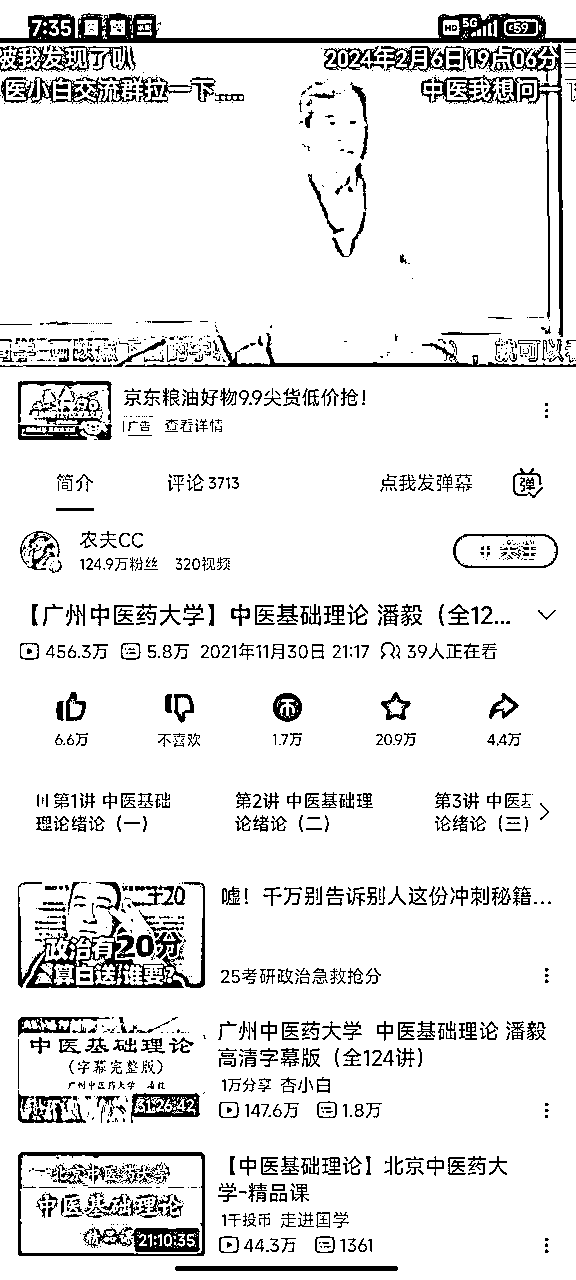 7:35
HD 5G 59
被我发现了叭
2024年2月6日19点06分
医小白交流群拉一下……
中医我想问一下
就可以看
京东粮油好物9.9尖货低价抢！
广告 查看详情
简介 评论 3713 点我发弹幕 弹
农夫CC
124.9万粉丝 320视频
+ 关注
【广州中医药大学】中医基础理论 潘毅（全12...
456.3万 5.8万 2021年11月30日 21:17 39人正在看
6.6万 不喜欢 1.7万 20.9万 4.4万
第1讲 中医基础
理论绪论（一）
第2讲 中医基础理
论绪论（二）
第3讲 中医基
论绪论（三）
+20
政治有20分
算白送，谁要?
嘘！千万别告诉别人这份冲刺秘籍...
25考研政治急救抢分
中医基础理论
（字幕完整版）
广州中医药大学 潘毅
61:26:42
广州中医药大学 中医基础理论 潘毅
高清字幕版（全124讲）
1万分享 杏小白
147.6万 1.8万
北京中医药大学
中医基础理论
21:10:35
【中医基础理论】北京中医药大
学-精品课
1千投币 走进国学
44.3万 1361